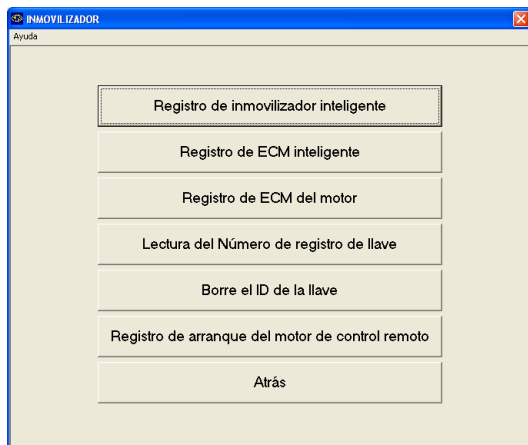 INMOVILIZADOR
Ayuda
Registro de inmovilizador inteligente
Registro de ECM inteligente
Registro de ECM del motor
Lectura del Número de registro de llave
Borre el ID de la llave
Registro de arranque del motor de control remoto
Atrás